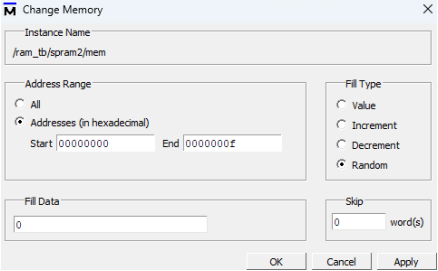 M Change Memory
Instance Name
/ram_tb/spram2/mem
Address Range
All
Addresses (in hexadecimal)
Start 00000000 End 0000000f
Fill Type
Value
Increment
Decrement
Random
Fill Data
0
Skip
0 word(s)
OK Cancel Apply